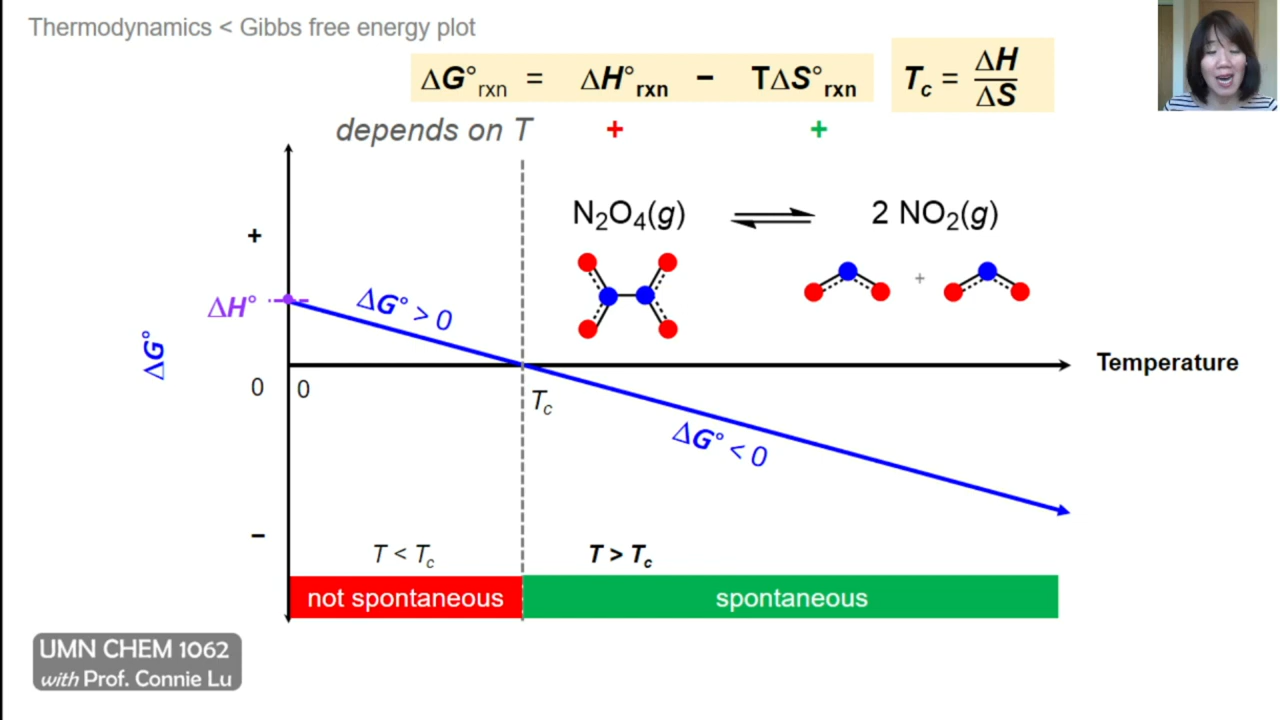 Thermodynamics < Gibbs free energy plot
ΔG°rxn = ΔH°rxn − TΔS°rxn
Tc = ΔH/ΔS
depends on T + +
N₂O₄(g) ⇌ 2 NO₂(g)
+
+
ΔH°
ΔG° > 0
ΔG°
Temperature
0 0
Tc
ΔG° < 0
−
T < Tc T > Tc
not spontaneous spontaneous
UMN CHEM 1062
with Prof. Connie Lu